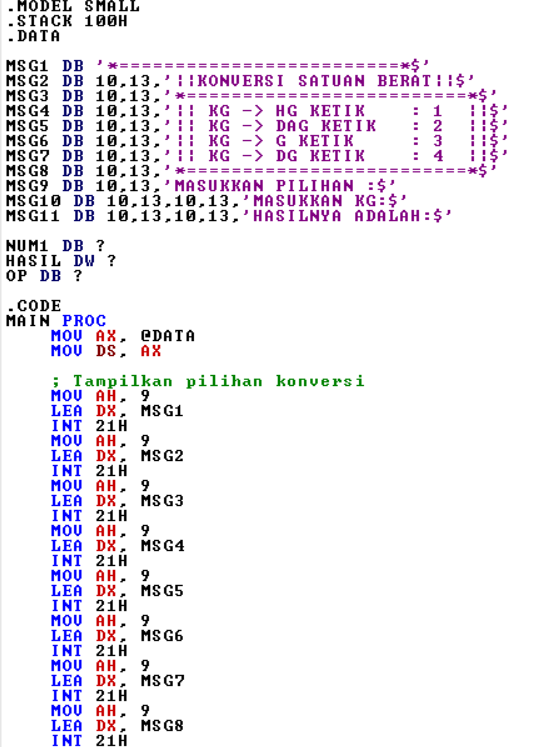 .MODEL SMALL
.STACK 100H
.DATA

MSG1 DB '*===========================*$'
MSG2 DB 10,13,'||KONVERSI SATUAN BERAT||$'
MSG3 DB 10,13,'*===========================*$'
MSG4 DB 10,13,'|| KG -> HG KETIK    : 1  ||$'
MSG5 DB 10,13,'|| KG -> DAG KETIK   : 2  ||$'
MSG6 DB 10,13,'|| KG -> G KETIK     : 3  ||$'
MSG7 DB 10,13,'|| KG -> DG KETIK    : 4  ||$'
MSG8 DB 10,13,'*===========================*$'
MSG9 DB 10,13,'MASUKKAN PILIHAN :$'
MSG10 DB 10,13,10,13,'MASUKKAN KG:$'
MSG11 DB 10,13,10,13,'HASILNYA ADALAH:$'

NUM1 DB ?
HASIL DW ?
OP DB ?

.CODE
MAIN PROC
     MOV AX, @DATA
     MOV DS, AX

     ; Tampilkan pilihan konversi
     MOV AH, 9
     LEA DX, MSG1
     INT 21H
     MOV AH, 9
     LEA DX, MSG2
     INT 21H
     MOV AH, 9
     LEA DX, MSG3
     INT 21H
     MOV AH, 9
     LEA DX, MSG4
     INT 21H
     MOV AH, 9
     LEA DX, MSG5
     INT 21H
     MOV AH, 9
     LEA DX, MSG6
     INT 21H
     MOV AH, 9
     LEA DX, MSG7
     INT 21H
     MOV AH, 9
     LEA DX, MSG8
     INT 21H